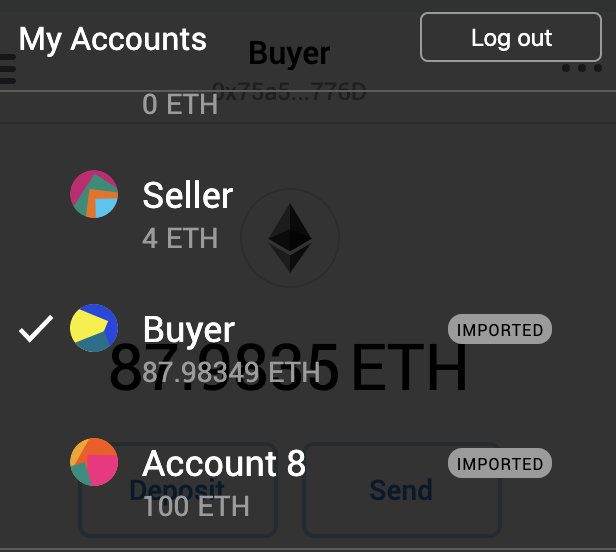 My Accounts
Log out
Buyer
0x75a5...776D
0 ETH
Seller
4 ETH
Buyer
IMPORTED
87.9835 ETH
87.98349 ETH
Account 8
IMPORTED
Deposit
Send
100 ETH